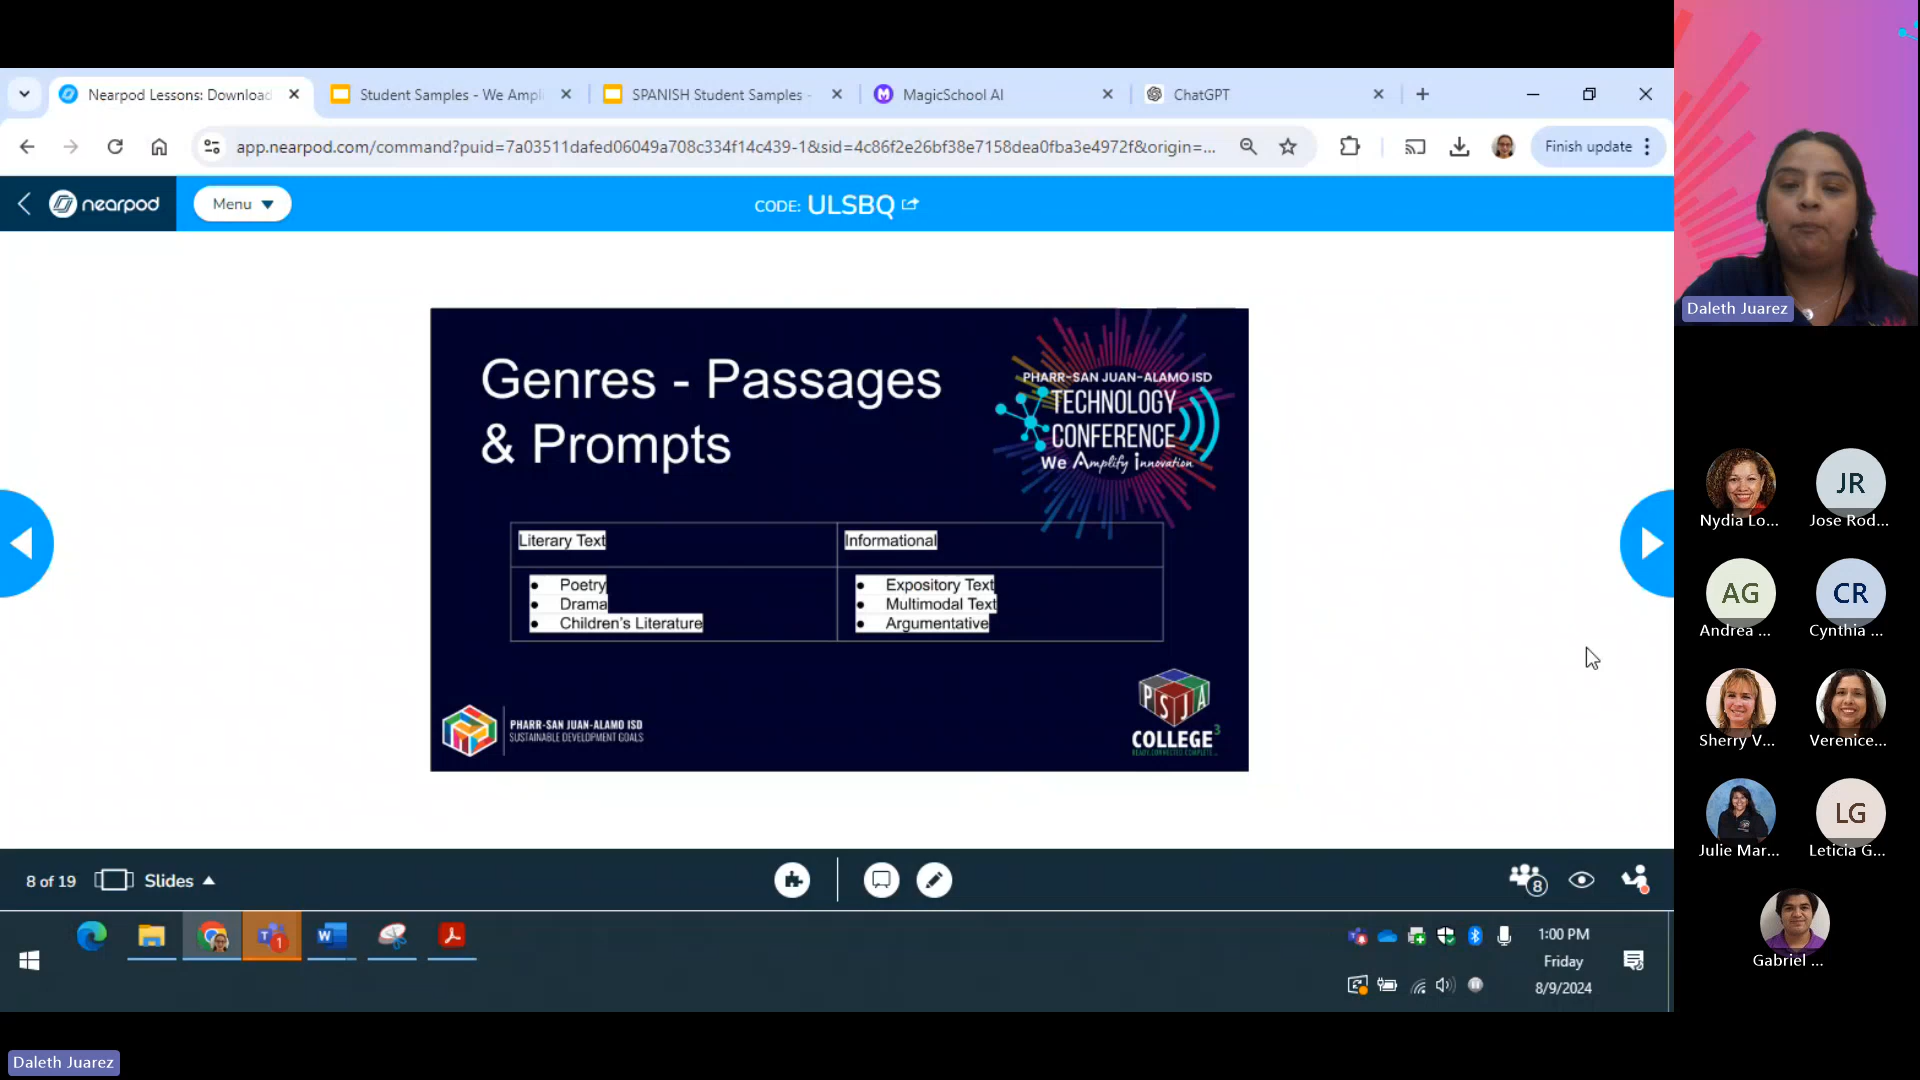 Nearpod Lessons: Download
Student Samples - We Ampl
SPANISH Student Samples -
MagicSchool AI
ChatGPT
app.nearpod.com/command?puid=7a03511dafed06049a708c334f14c439-1&sid=4c86f2e26bf38e7158dea0fba3e4972f&origin=...
Finish update
nearpod
Menu
CODE: ULSBQ
Daleth Juarez
Genres - Passages
& Prompts
PHARR-SAN JUAN-ALAMO ISD
TECHNOLOGY
CONFERENCE
We Amplify Innovation
Literary Text
Informational
• Poetry
• Drama
• Children's Literature
• Expository Text
• Multimodal Text
• Argumentative
PHARR-SAN JUAN-ALAMO ISD
SUSTAINABLE DEVELOPMENT GOALS
PSJA
COLLEGE³
Nydia Lo...
JR
Jose Rod...
AG
Andrea ...
CR
Cynthia ...
Sherry V...
Verenice...
Julie Mar...
LG
Leticia G...
Gabriel ...
8 of 19
Slides
8
1
1:00 PM
Friday
8/9/2024
Daleth Juarez